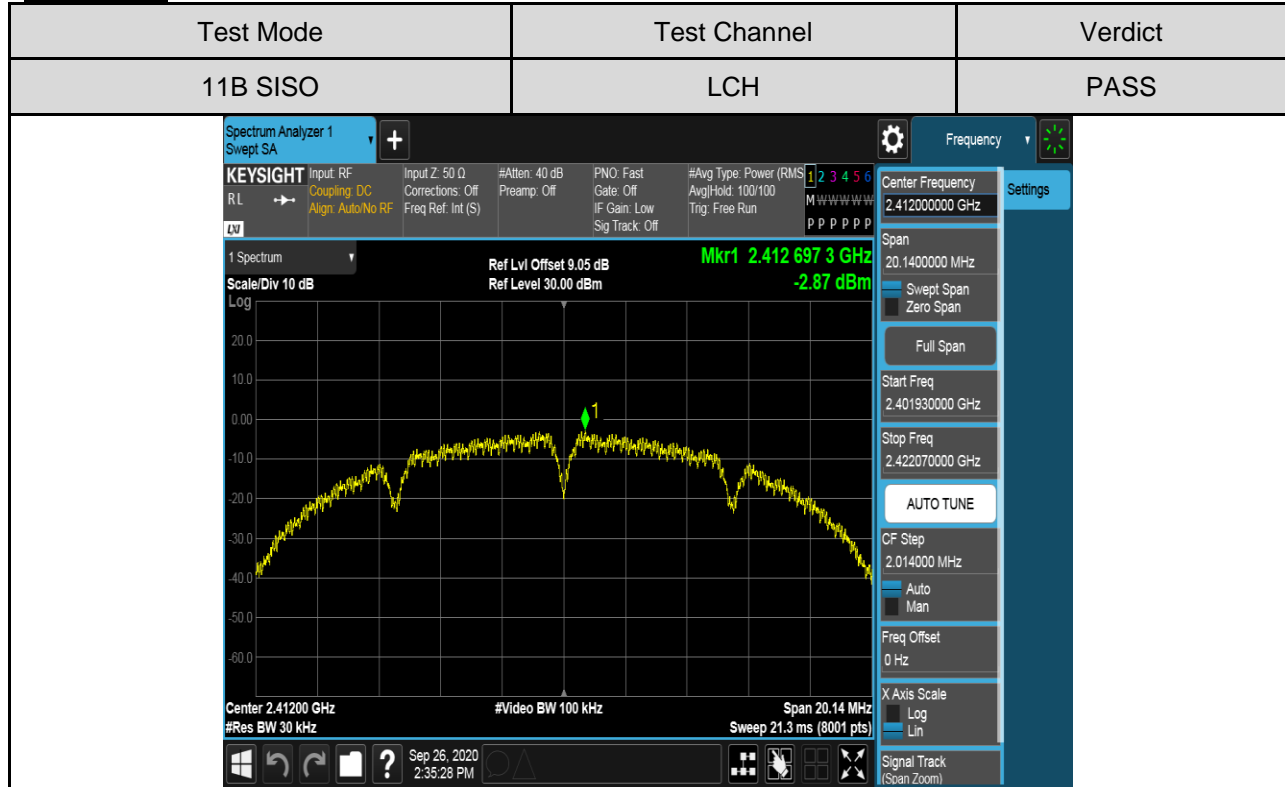 Test Mode Test Channel Verdict
11B SISO LCH PASS
Spectrum Analyzer 1
Swept SA
+
Frequency
KEYSIGHT
RL
LXI
Input: RF
Coupling: DC
Align: Auto/No RF
Input Z: 50 Ω
Corrections: Off
Freq Ref: Int (S)
#Atten: 40 dB
Preamp: Off
PNO: Fast
Gate: Off
IF Gain: Low
Sig Track: Off
#Avg Type: Power (RMS
Avg|Hold: 100/100
Trig: Free Run
1 2 3 4 5 6
M W W W W W
P P P P P P
1 Spectrum
Scale/Div 10 dB
Ref Lvl Offset 9.05 dB
Ref Level 30.00 dBm
Mkr1 2.412 697 3 GHz
-2.87 dBm
Log
20.0
10.0
0.00
-10.0
-20.0
-30.0
-40.0
-50.0
-60.0
1
Center 2.41200 GHz
#Res BW 30 kHz
#Video BW 100 kHz
Span 20.14 MHz
Sweep 21.3 ms (8001 pts)
?
Sep 26, 2020
2:35:28 PM
Center Frequency
2.412000000 GHz
Span
20.1400000 MHz
Swept Span
Zero Span
Full Span
Start Freq
2.401930000 GHz
Stop Freq
2.422070000 GHz
AUTO TUNE
CF Step
2.014000 MHz
Auto
Man
Freq Offset
0 Hz
X Axis Scale
Log
Lin
Signal Track
(Span Zoom)
Settings